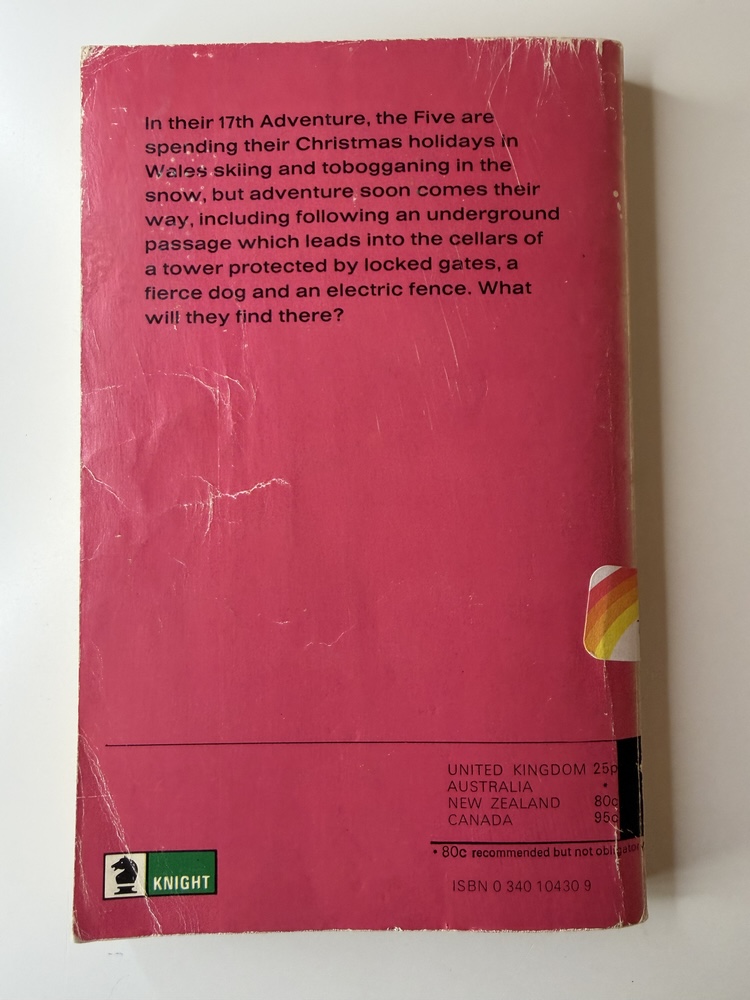 In their 17th Adventure, the Five are
spending their Christmas holidays in
Wales skiing and tobogganing in the
snow, but adventure soon comes their
way, including following an underground
passage which leads into the cellars of
a tower protected by locked gates, a
fierce dog and an electric fence. What
will they find there?
UNITED KINGDOM 25p
AUSTRALIA *
NEW ZEALAND 80c
CANADA 95c
* 80c recommended but not obligatory
KNIGHT
ISBN 0 340 10430 9